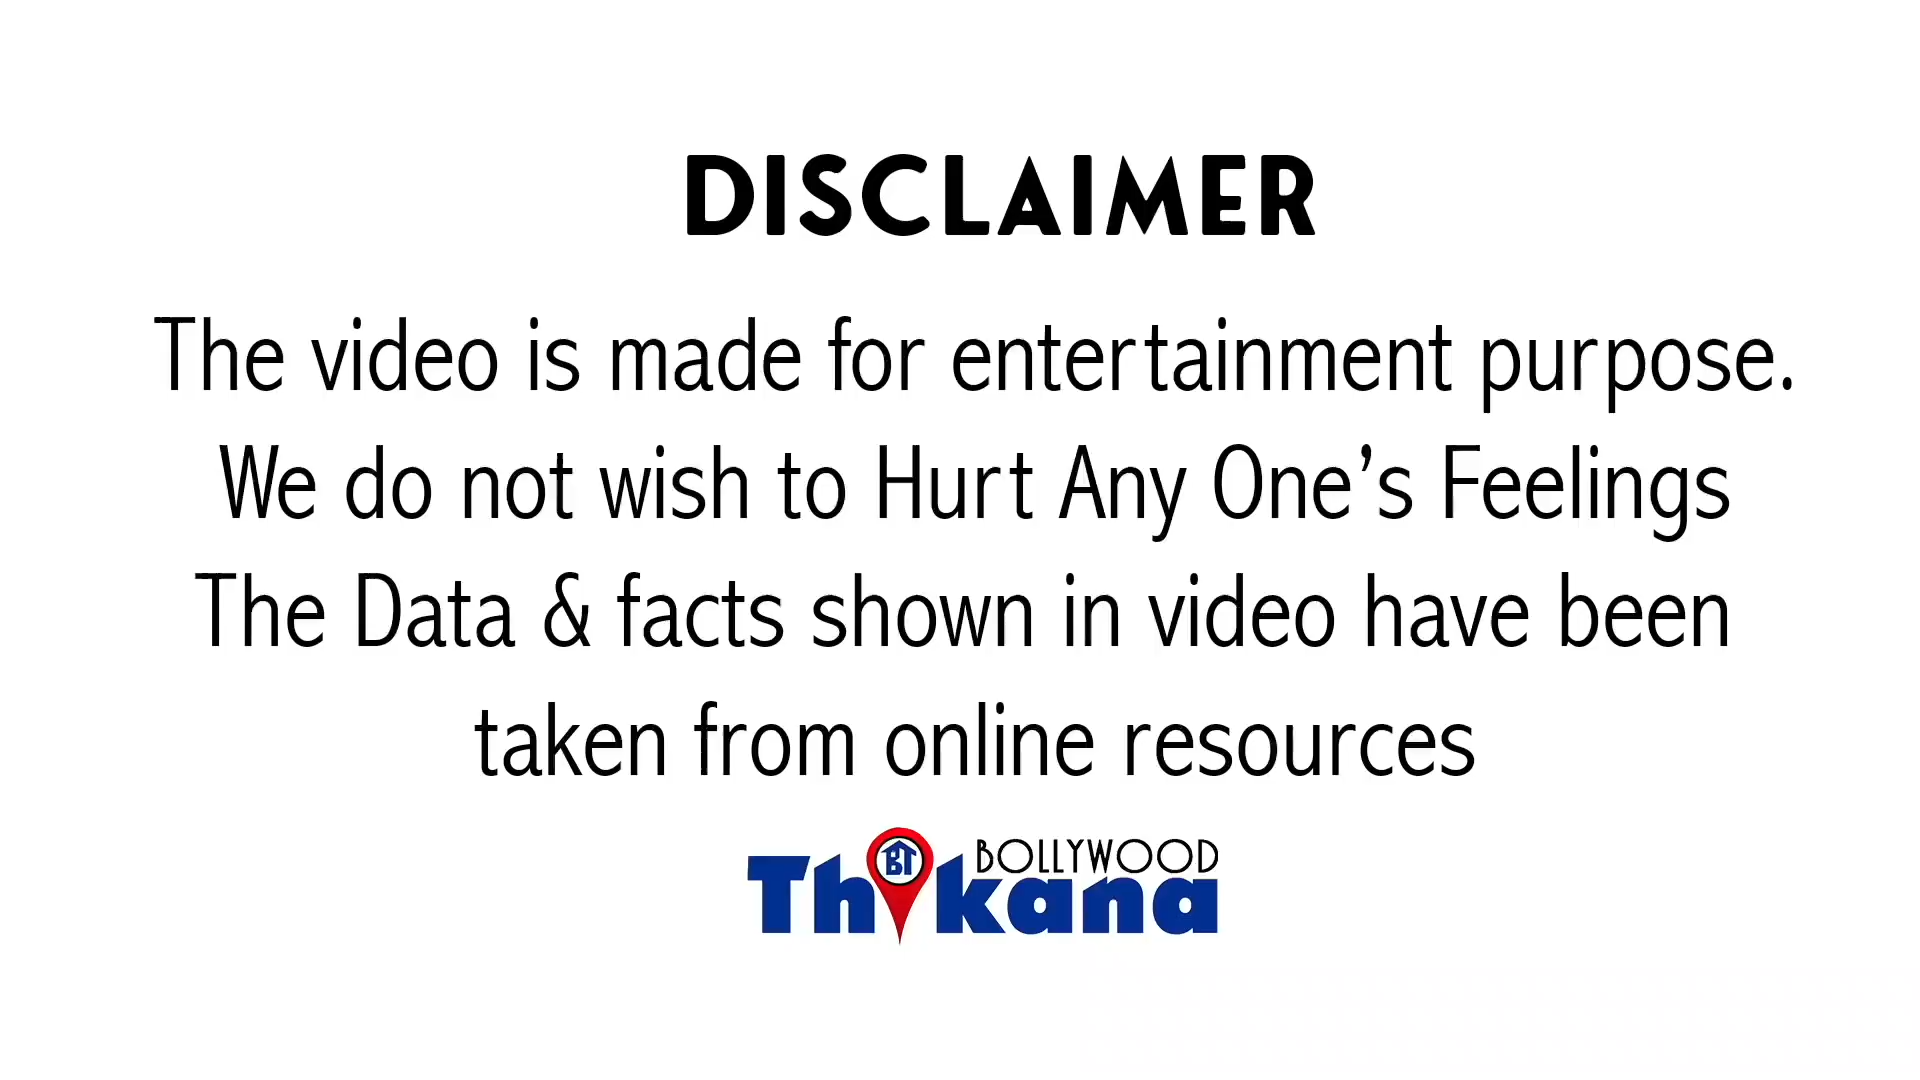 DISCLAIMER
The video is made for entertainment purpose.
We do not wish to Hurt Any One’s Feelings
The Data & facts shown in video have been
taken from online resources
BT
BOLLYWOOD
Thikana